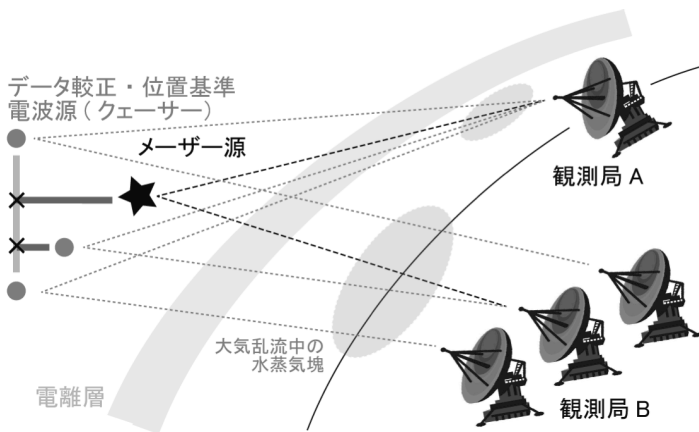 データ較正・位置基準
電波源（クェーサー）
メーザー源
観測局 A
大気乱流中の
水蒸気塊
電離層
観測局 B